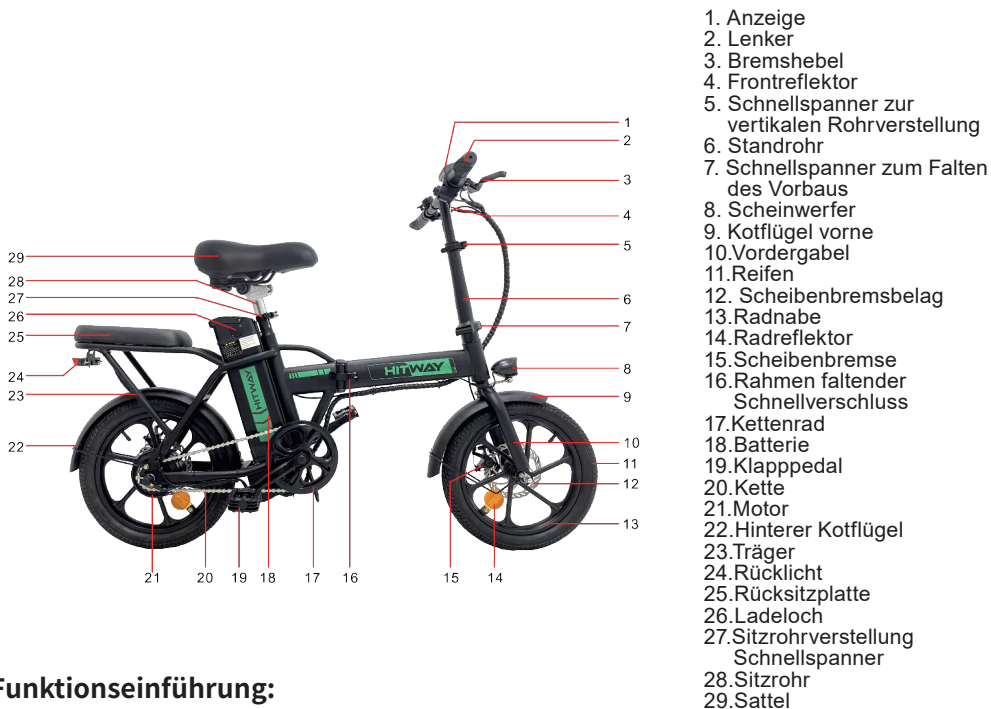 1
2
3
4
5
6
7
8
9
10
11
12
13
14
15
16
17
18
19
20
21
22
23
24
25
26
27
28
29
HITWAY
HITWAY
1. Anzeige
2. Lenker
3. Bremshebel
4. Frontreflektor
5. Schnellspanner zur
vertikalen Rohrverstellung
6. Standrohr
7. Schnellspanner zum Falten
des Vorbaus
8. Scheinwerfer
9. Kotflügel vorne
10.Vordergabel
11.Reifen
12. Scheibenbremsbelag
13.Radnabe
14.Radreflektor
15.Scheibenbremse
16.Rahmen faltender
Schnellverschluss
17.Kettenrad
18.Batterie
19.Klapppedal
20.Kette
21.Motor
22.Hinterer Kotflügel
23.Träger
24.Rücklicht
25.Rücksitzplatte
26.Ladeloch
27.Sitzrohrverstellung
Schnellspanner
28.Sitzrohr
29.Sattel
Funktionseinführung: